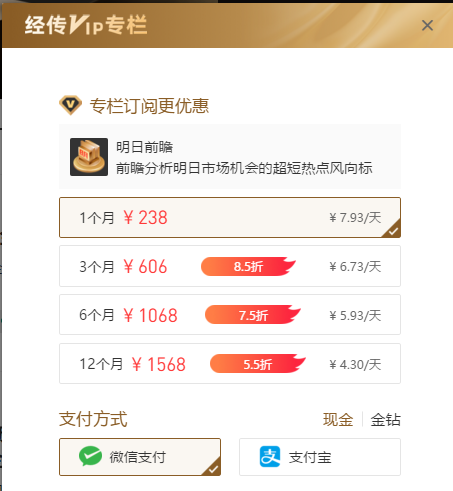 经传Vip专栏
专栏订阅更优惠
明日前瞻
前瞻分析明日市场机会的超短热点风向标
1个月 ¥238 ¥7.93/天
3个月 ¥606 8.5折 ¥6.73/天
6个月 ¥1068 7.5折 ¥5.93/天
12个月 ¥1568 5.5折 ¥4.30/天
支付方式 现金 金钻
微信支付 支付宝